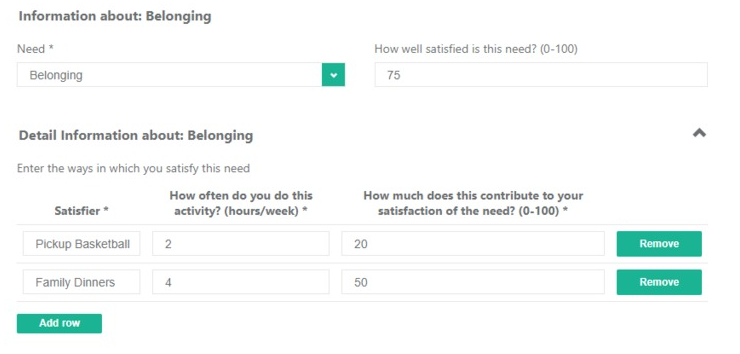 Information about: Belonging
Need * How well satisfied is this need? (0-100)
Belonging 75
Detail Information about: Belonging
Enter the ways in which you satisfy this need
How often do you do this How much does this contribute to your
Satisfier * activity? (hours/week) * satisfaction of the need? (0-100) *
Pickup Basketball 2 20 Remove
Family Dinners 4 50 Remove
Add row